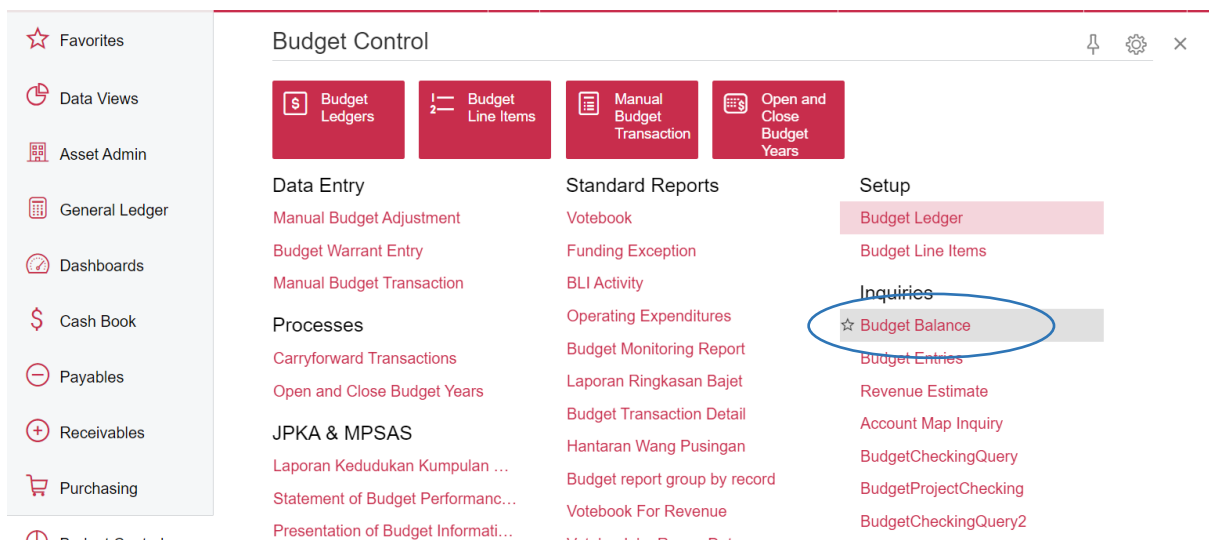 Favorites
Data Views
Asset Admin
General Ledger
Dashboards
Cash Book
Payables
Receivables
Purchasing
Budget Control
Budget Control
Budget
Ledgers
Budget
Line Items
Manual
Budget
Transaction
Open and
Close
Budget
Years
Data Entry
Manual Budget Adjustment
Budget Warrant Entry
Manual Budget Transaction
Processes
Carryforward Transactions
Open and Close Budget Years
JPKA & MPSAS
Laporan Kedudukan Kumpulan ...
Statement of Budget Performanc...
Presentation of Budget Informati...
Standard Reports
Votebook
Funding Exception
BLI Activity
Operating Expenditures
Budget Monitoring Report
Laporan Ringkasan Bajet
Budget Transaction Detail
Hantaran Wang Pusingan
Budget report group by record
Votebook For Revenue
Setup
Budget Ledger
Budget Line Items
Inquiries
Budget Balance
Budget Entries
Revenue Estimate
Account Map Inquiry
BudgetCheckingQuery
BudgetProjectChecking
BudgetCheckingQuery2